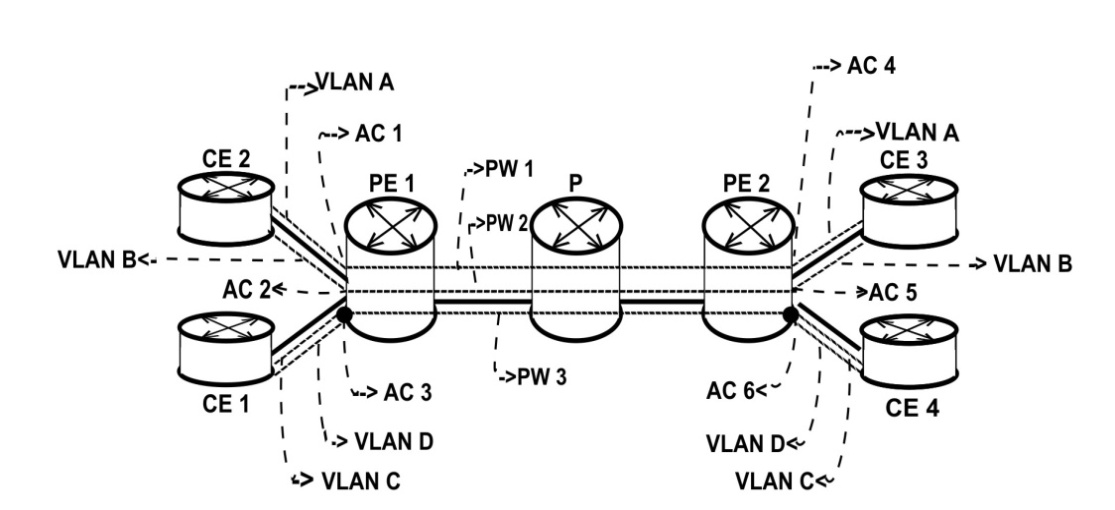 AC 4
VLAN A
VLAN A
AC 1
CE 2
CE 3
PW 1
PE 1
P
PE 2
PW 2
VLAN B
VLAN B
AC 2
AC 5
PW 3
AC 3
AC 6
CE 1
CE 4
VLAN D
VLAN D
VLAN C
VLAN C